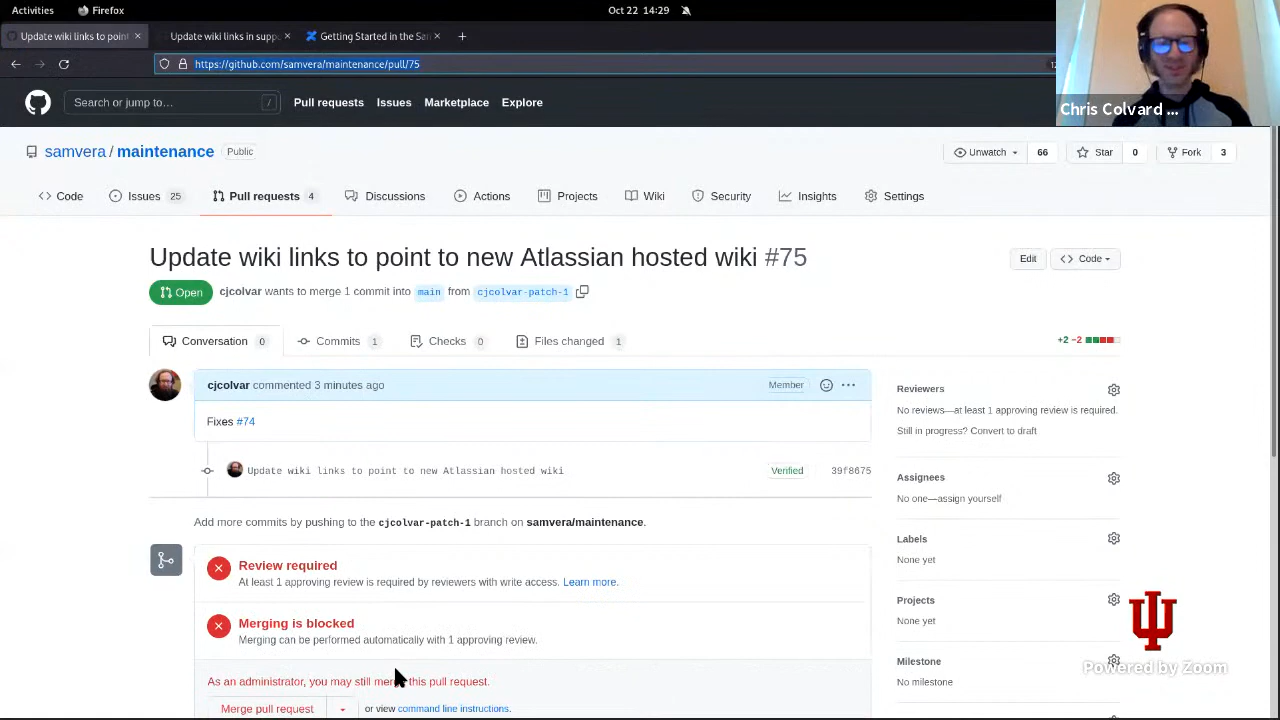 Activities Firefox Oct 22 14:29
Update wiki links to point Update wiki links in supp Getting Started in the Sa
https://github.com/samvera/maintenance/pull/75
Search or jump to... / Pull requests Issues Marketplace Explore
Chris Colvard ...
samvera / maintenance Public Unwatch 66 Star 0 Fork 3
Code Issues 25 Pull requests 4 Discussions Actions Projects Wiki Security Insights Settings
Update wiki links to point to new Atlassian hosted wiki #75 Edit Code
Open cjcolvar wants to merge 1 commit into main from cjcolvar-patch-1
Conversation 0 Commits 1 Checks 0 Files changed 1 +2 −2
cjcolvar commented 3 minutes ago Member
Fixes #74
Update wiki links to point to new Atlassian hosted wiki Verified 39f8675
Add more commits by pushing to the cjcolvar-patch-1 branch on samvera/maintenance.
Review required
At least 1 approving review is required by reviewers with write access. Learn more.
Merging is blocked
Merging can be performed automatically with 1 approving review.
As an administrator, you may still merge this pull request.
Merge pull request or view command line instructions.
Reviewers
No reviews—at least 1 approving review is required.
Still in progress? Convert to draft
Assignees
No one—assign yourself
Labels
None yet
Projects
None yet
Milestone
No milestone
Powered by Zoom